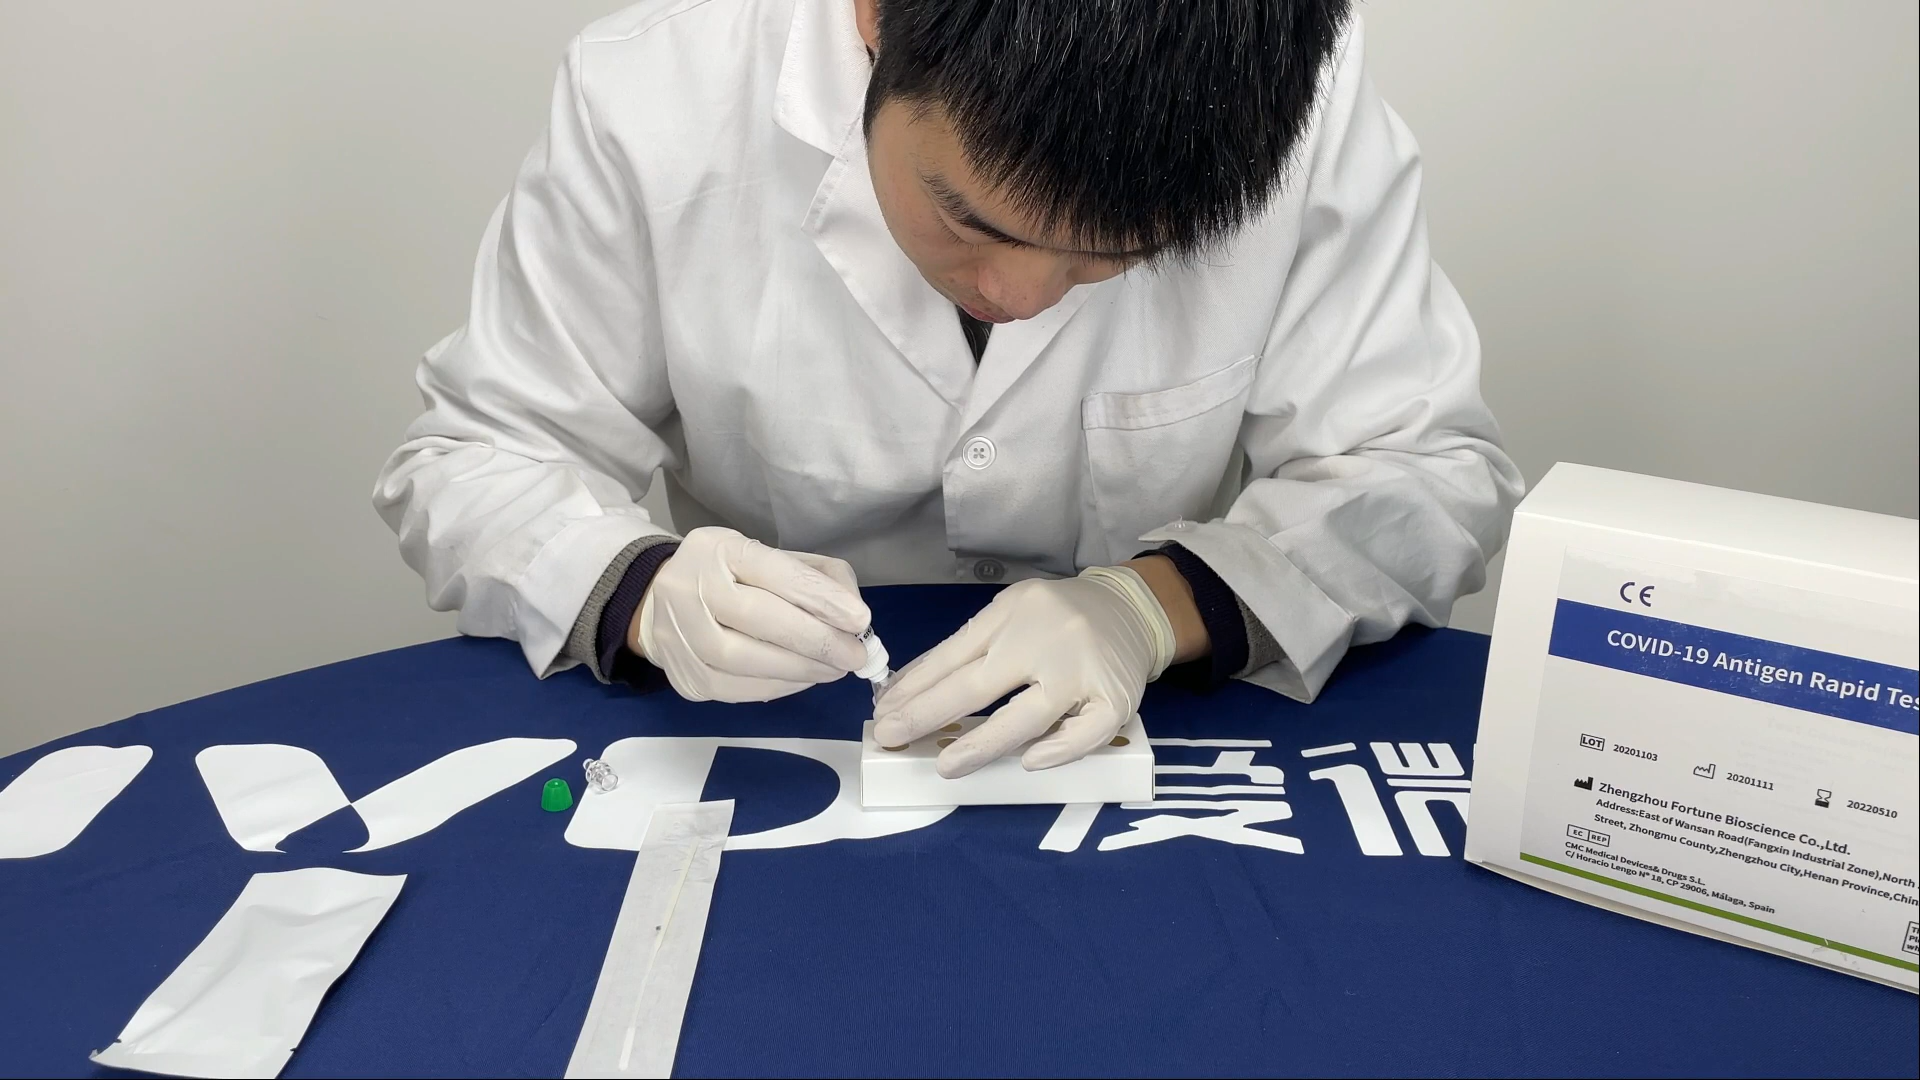 CE
COVID-19 Antigen Rapid Tes
LOT 20201103
20201111
20220510
Zhengzhou Fortune Bioscience Co.,Ltd.
Address:East of Wansan Road(Fangxin Industrial Zone),North
Street, Zhongmu County,Zhengzhou City,Henan Province,Chin
EC REP
CMC Medical Devices& Drugs S.L.
C/ Horacio Lengo Nº 18, CP 29006, Málaga, Spain
IVD
微